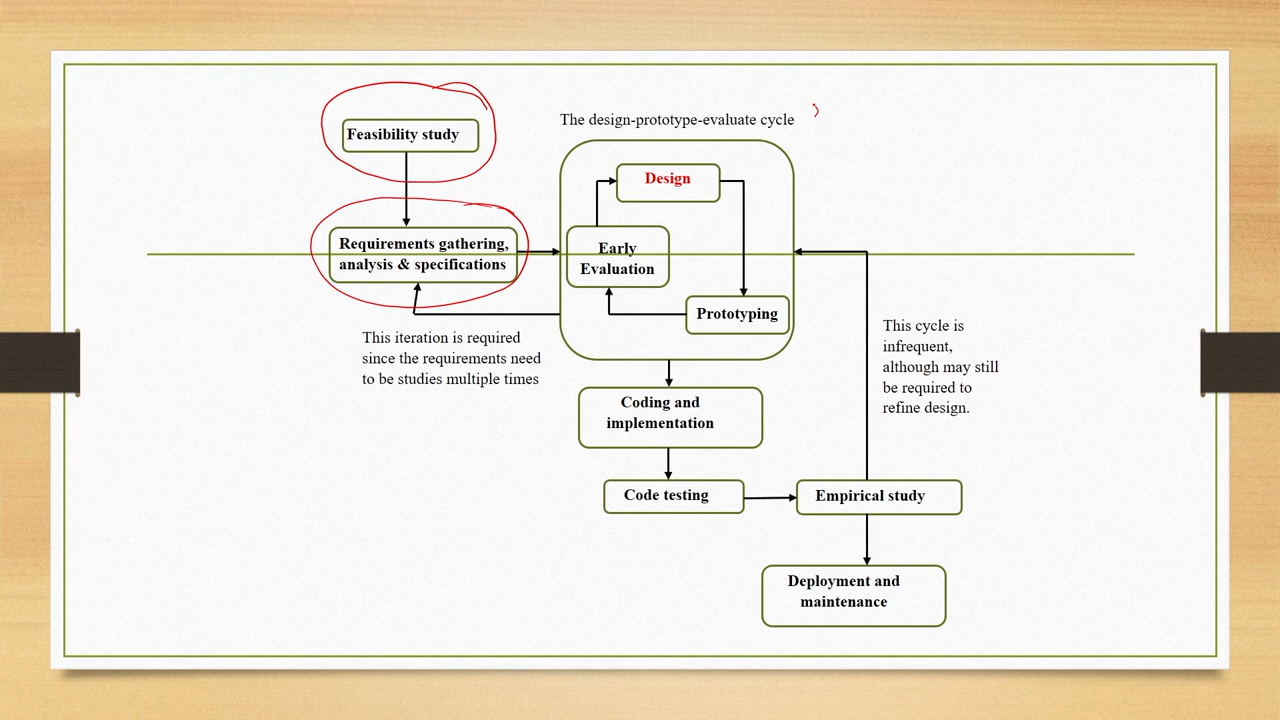 Feasibility study
The design-prototype-evaluate cycle
Design
Requirements gathering,
analysis & specifications
Early
Evaluation
Prototyping
This iteration is required
since the requirements need
to be studies multiple times
This cycle is
infrequent,
although may still
be required to
refine design.
Coding and
implementation
Code testing
Empirical study
Deployment and
maintenance